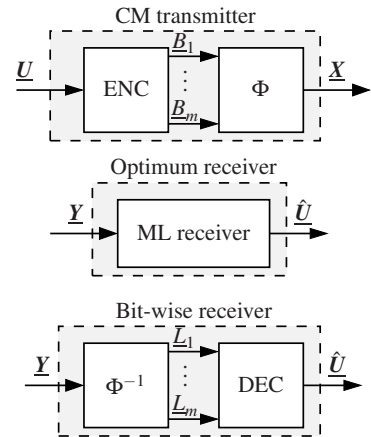 CM transmitter
U ENC B1 ⋮ Bm Φ X
Optimum receiver
Y ML receiver Û
Bit-wise receiver
Y Φ−1 L1 ⋮ Lm DEC Û